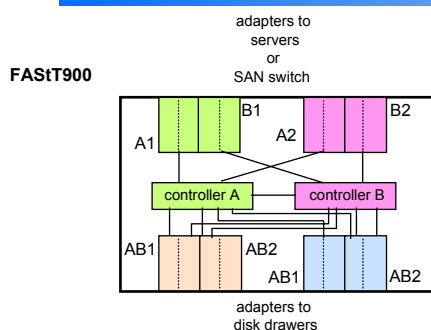 adapters to
servers
or
SAN switch
FAStT900
B1
B2
A1
A2
controller A
controller B
AB1
AB2
AB1
AB2
adapters to
disk drawers